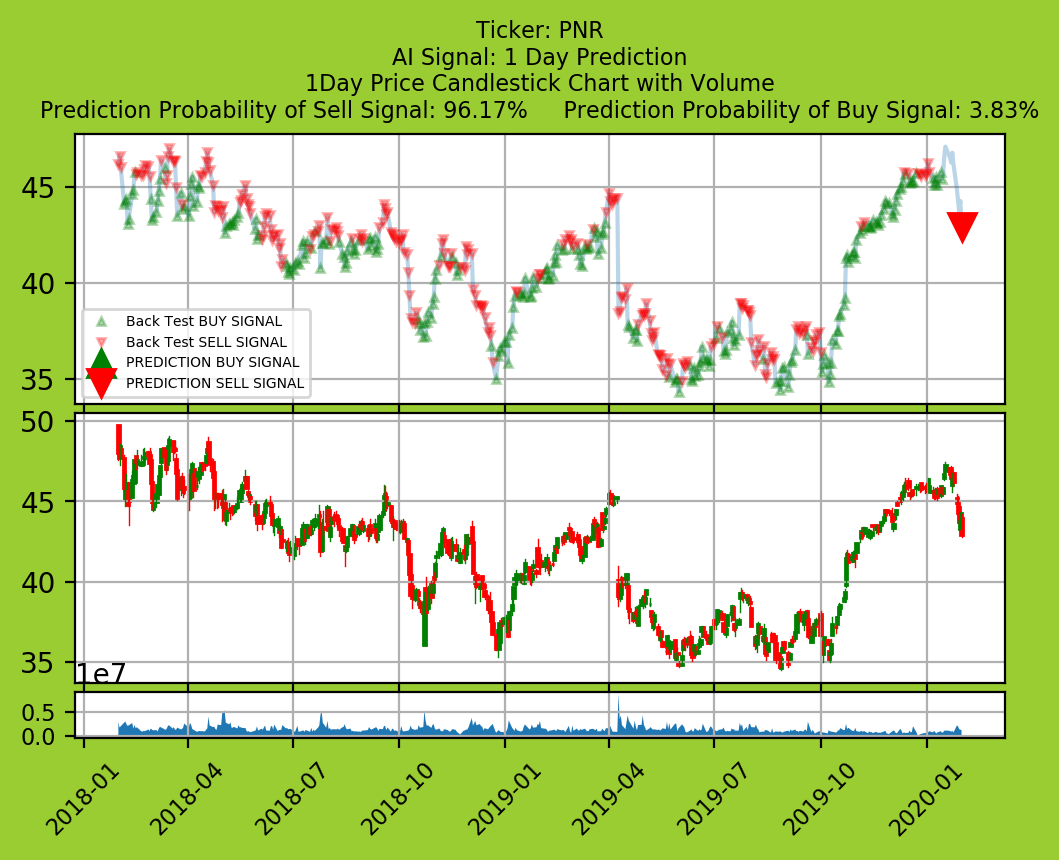 Ticker: PNR
AI Signal: 1 Day Prediction
1Day Price Candlestick Chart with Volume
Prediction Probability of Sell Signal: 96.17%     Prediction Probability of Buy Signal: 3.83%
45
40
35
Back Test BUY SIGNAL
Back Test SELL SIGNAL
PREDICTION BUY SIGNAL
PREDICTION SELL SIGNAL
50
45
40
35
1e7
0.5
0.0
2018-01 2018-04 2018-07 2018-10 2019-01 2019-04 2019-07 2019-10 2020-01